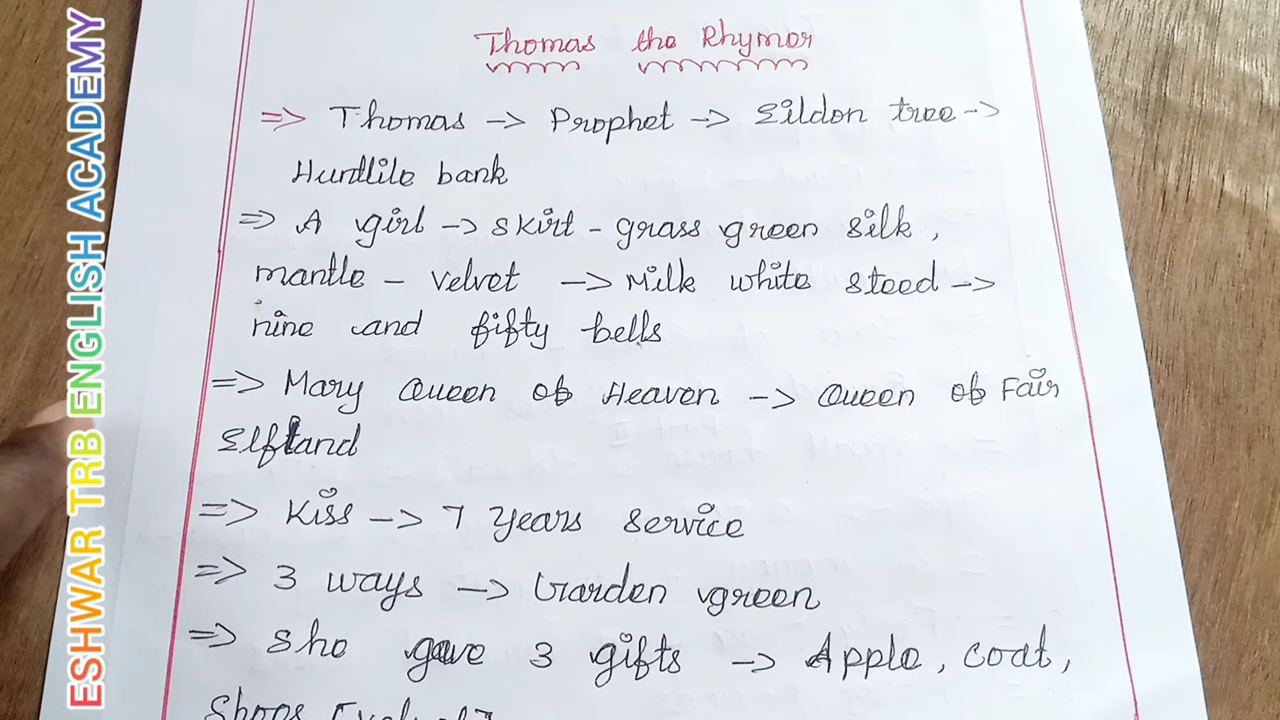 Thomas the Rhymer
=> Thomas -> Prophet -> Eildon tree ->
Huntlile bank
=> A girl -> skirt - grass green silk,
mantle - velvet -> Milk white steed ->
nine and fifty bells
=> Mary Queen of Heaven -> Queen of Fair
Elfland
=> Kiss -> 7 Years service
=> 3 ways -> Garden green
=> She gave 3 gifts -> Apple, coat,
Shoes
ESHWAR TRB ENGLISH ACADEMY